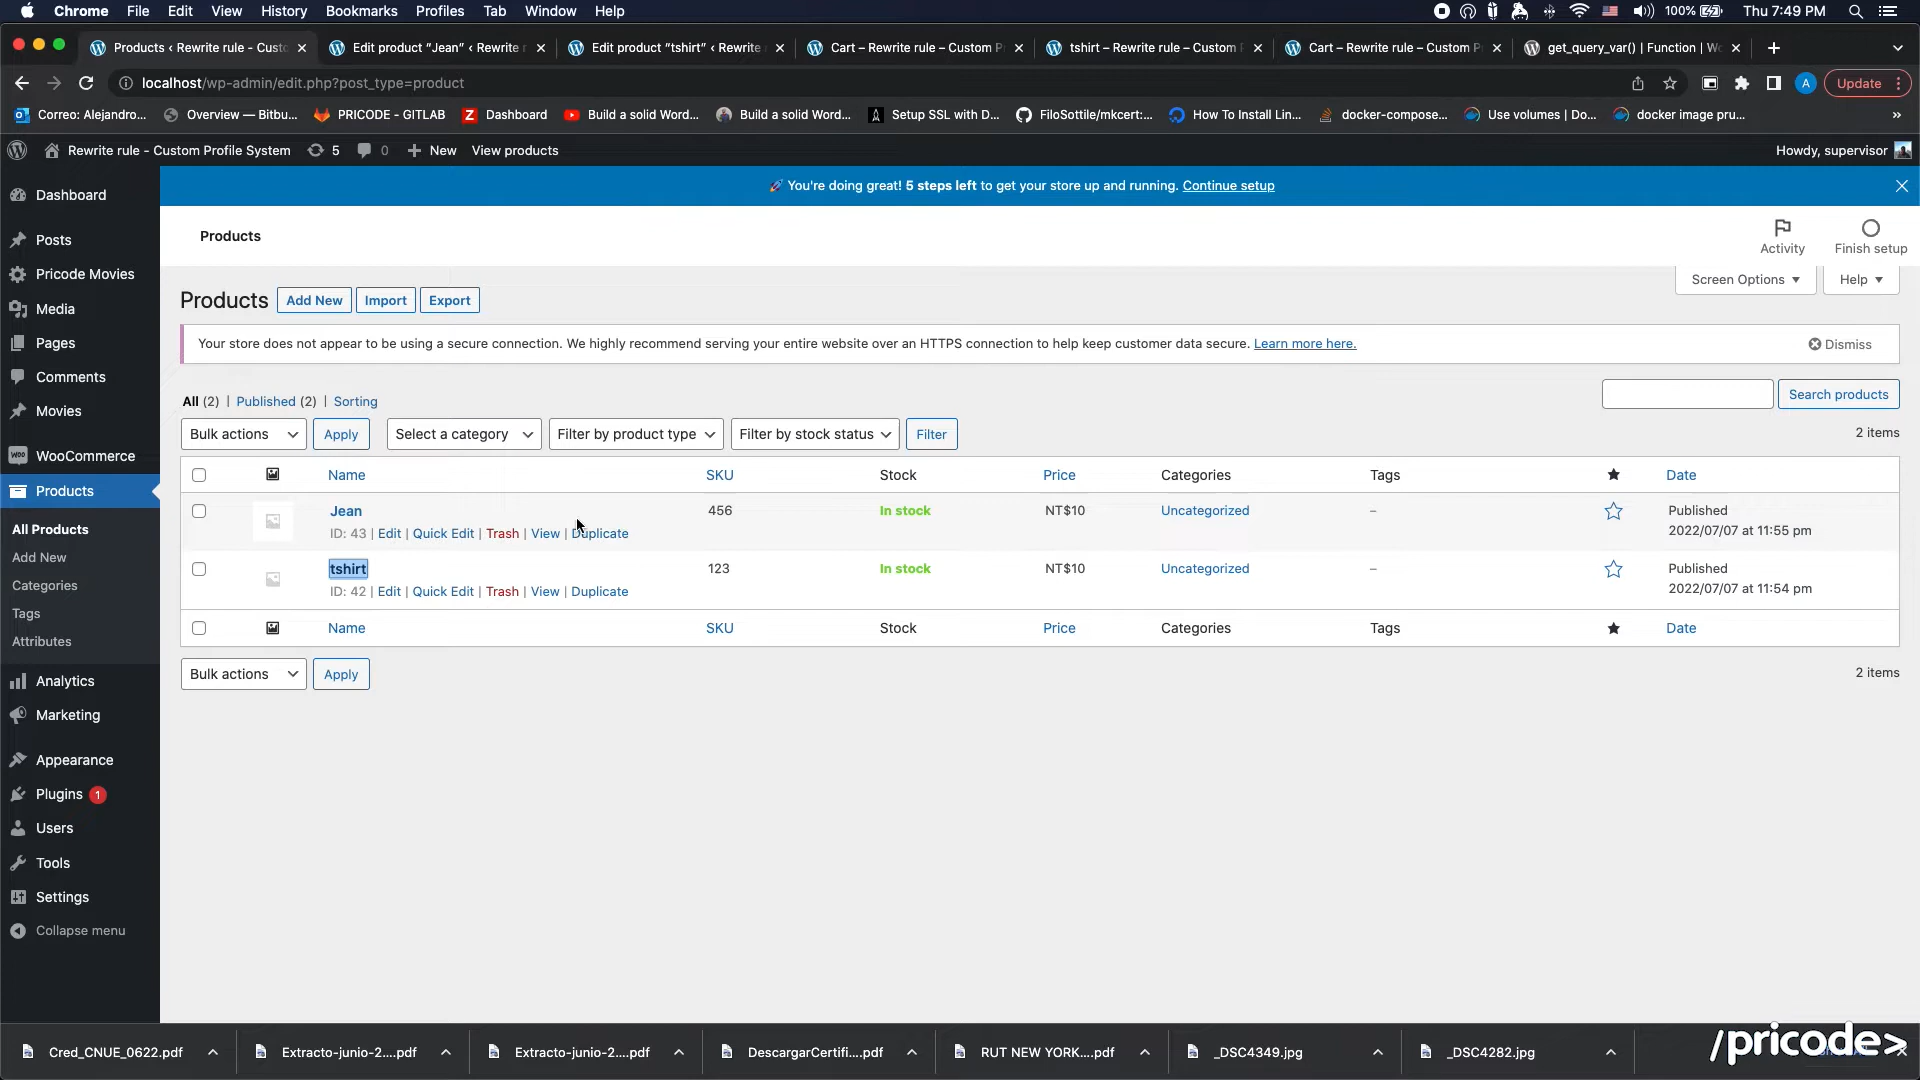 Chrome File Edit View History Bookmarks Profiles Tab Window Help 100% Thu 7:49 PM
Products ‹ Rewrite rule - Custo Edit product "Jean" ‹ Rewrite Edit product "tshirt" ‹ Rewrite Cart – Rewrite rule – Custom P tshirt – Rewrite rule – Custom Cart – Rewrite rule – Custom P get_query_var() | Function | Wo
localhost/wp-admin/edit.php?post_type=product A Update
Correo: Alejandro... Overview — Bitbu... PRICODE - GITLAB Z Dashboard Build a solid Word... Build a solid Word... Setup SSL with D... FiloSottile/mkcert:... How To Install Lin... docker-compose... Use volumes | Do... docker image pru... »
Rewrite rule - Custom Profile System 5 0 + New View products Howdy, supervisor
Dashboard
Posts
Pricode Movies
Media
Pages
Comments
Movies
WooCommerce
Products
All Products
Add New
Categories
Tags
Attributes
Analytics
Marketing
Appearance
Plugins 1
Users
Tools
Settings
Collapse menu
🚀 You're doing great! 5 steps left to get your store up and running. Continue setup
Products
Activity
Finish setup
Screen Options Help
Products Add New Import Export
Your store does not appear to be using a secure connection. We highly recommend serving your entire website over an HTTPS connection to help keep customer data secure. Learn more here. Dismiss
All (2) | Published (2) | Sorting
Search products
Bulk actions Apply Select a category Filter by product type Filter by stock status Filter 2 items
Name SKU Stock Price Categories Tags ★ Date
Jean 456 In stock NT$10 Uncategorized – Published
ID: 43 | Edit | Quick Edit | Trash | View | Duplicate 2022/07/07 at 11:55 pm
tshirt 123 In stock NT$10 Uncategorized – Published
ID: 42 | Edit | Quick Edit | Trash | View | Duplicate 2022/07/07 at 11:54 pm
Name SKU Stock Price Categories Tags ★ Date
Bulk actions Apply 2 items
Cred_CNUE_0622.pdf Extracto-junio-2....pdf Extracto-junio-2....pdf DescargarCertifi....pdf RUT NEW YORK....pdf _DSC4349.jpg _DSC4282.jpg
/pricode>